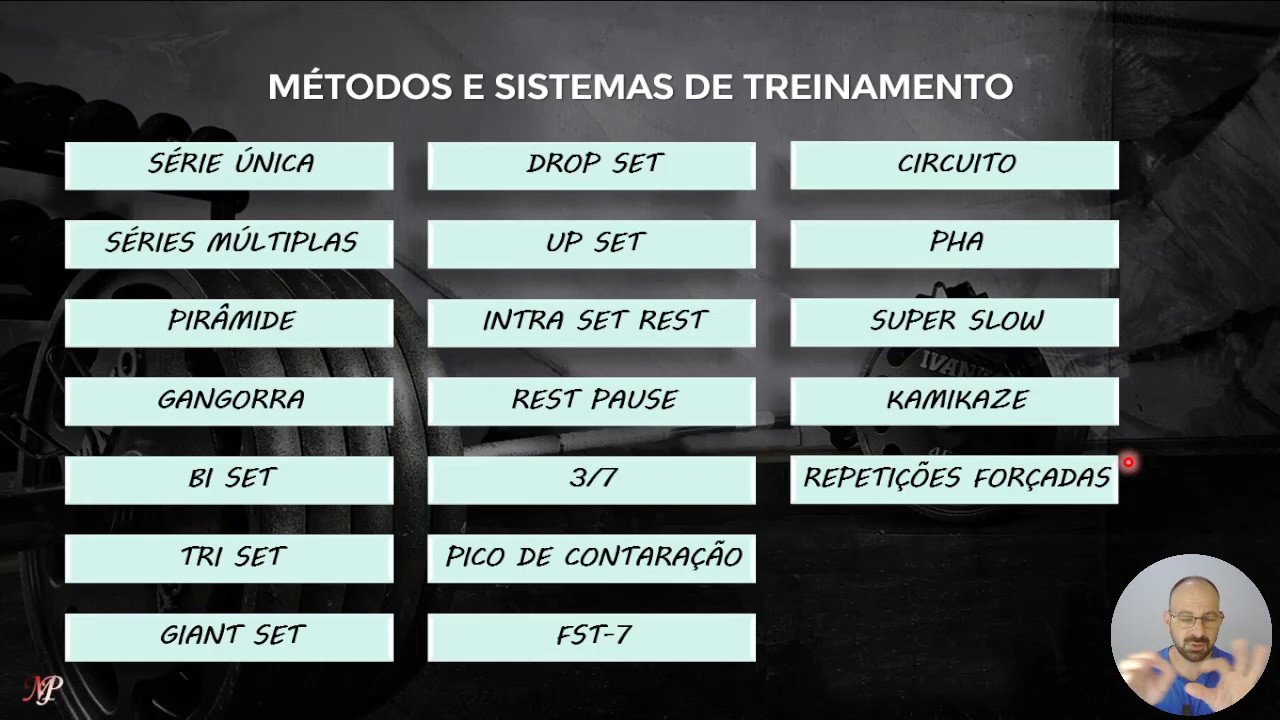 MÉTODOS E SISTEMAS DE TREINAMENTO
SÉRIE ÚNICA
SÉRIES MÚLTIPLAS
PIRÂMIDE
GANGORRA
BI SET
TRI SET
GIANT SET
DROP SET
UP SET
INTRA SET REST
REST PAUSE
3/7
PICO DE CONTARAÇÃO
FST-7
CIRCUITO
PHA
SUPER SLOW
KAMIKAZE
REPETIÇÕES FORÇADAS